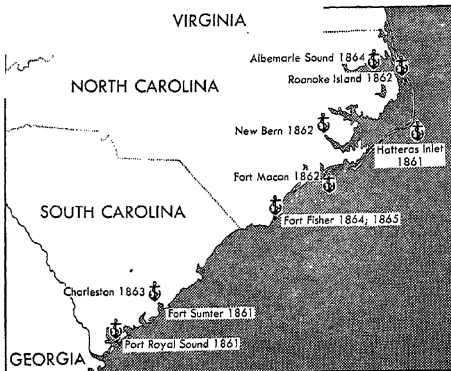 VIRGINIA
Albemarle Sound 1864
Roanoke Island 1862
NORTH CAROLINA
New Bern 1862
Hatteras Inlet
1861
Fort Macon 1862
SOUTH CAROLINA
Fort Fisher 1864; 1865
Charleston 1863
Fort Sumter 1861
Port Royal Sound 1861
GEORGIA